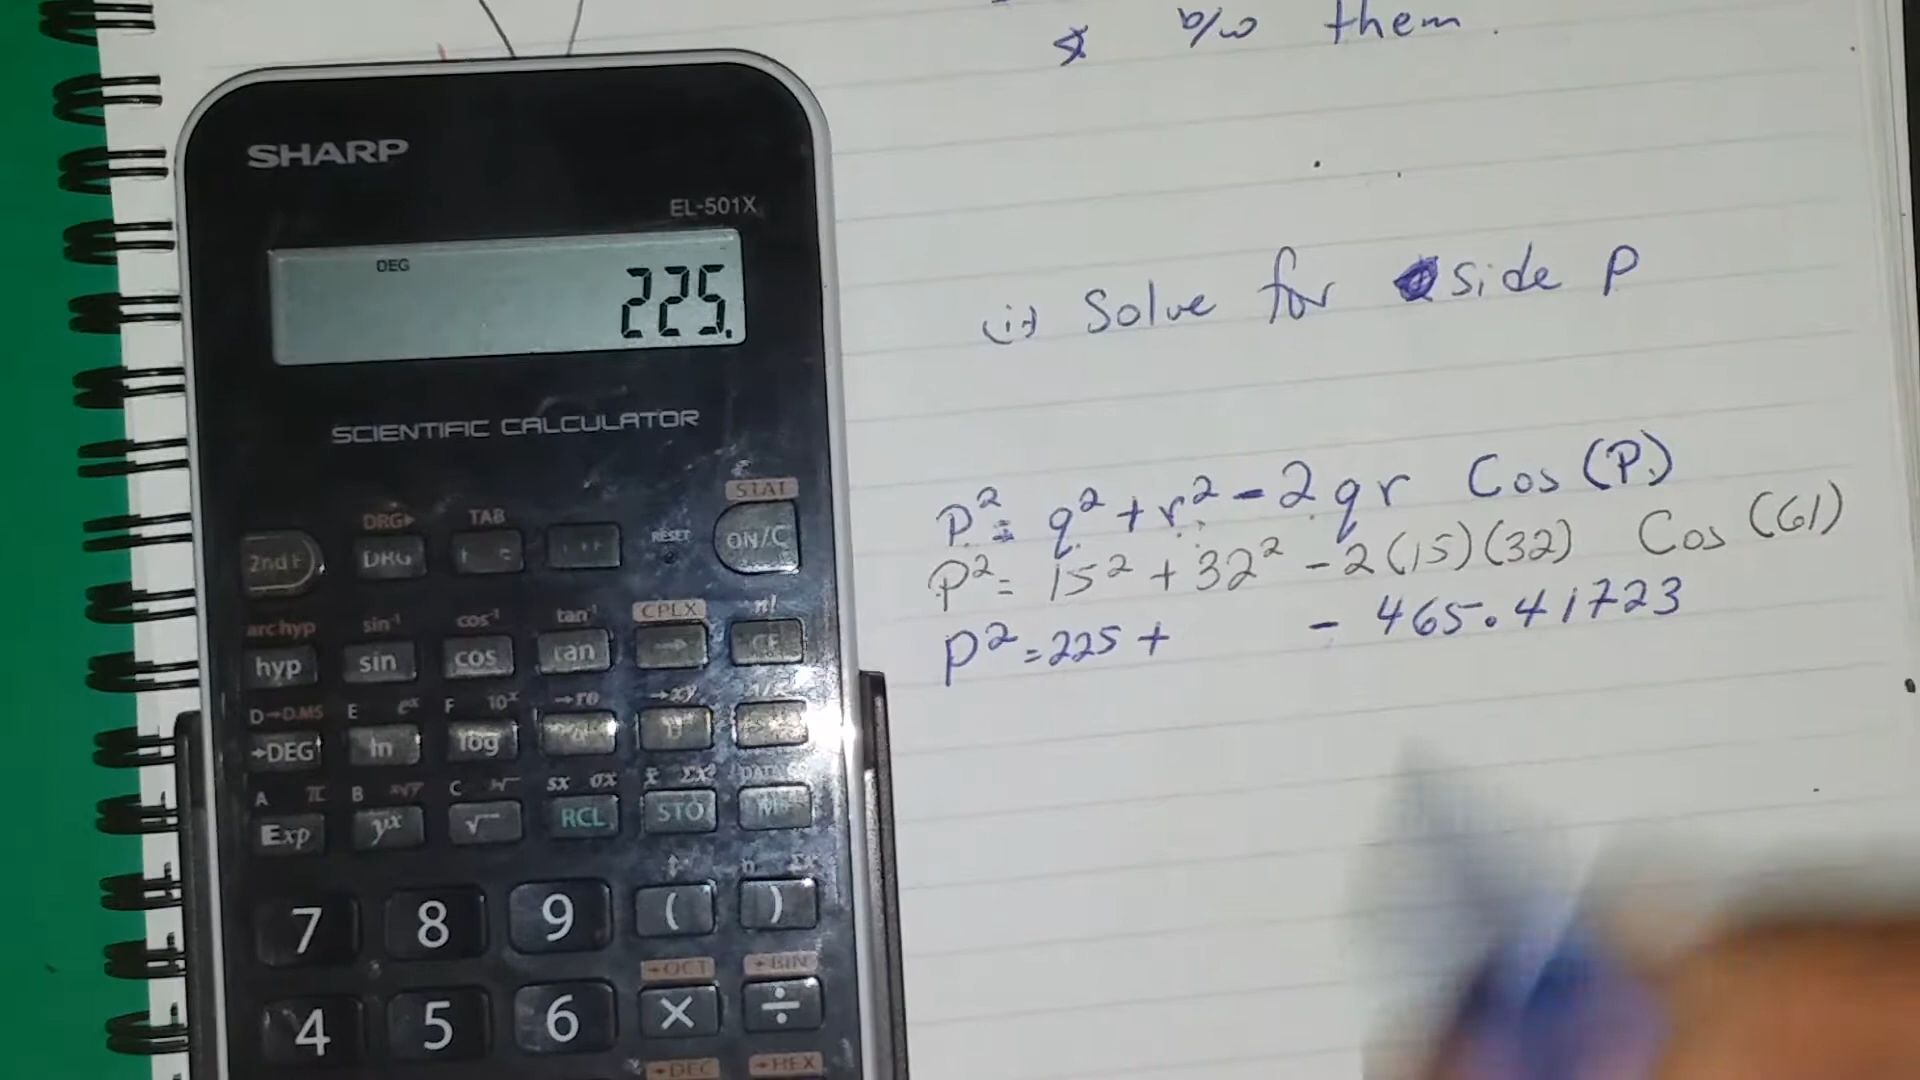 b/w them.
SHARP
EL-501X
DEG
225.
SCIENTIFIC CALCULATOR
(i) Solve for side P
P² = q² + r² - 2qr Cos (P)
P² = 15² + 32² - 2(15)(32) Cos (61)
P² = 225 + - 465.41723
STAT
DRG▸ TAB
2ndF DRG RESET ON/C
arc hyp sin⁻¹ cos⁻¹ tan⁻¹ CPLX n!
hyp sin cos tan → CE
D→D.MS E eˣ F 10ˣ →rθ →xy
→DEG ln log
A π B C sx σx x̄ Σx² DATA
Exp yˣ √ RCL STO M+
7 8 9 ( )
→OCT →BIN
4 5 6 × ÷
→DEC →HEX